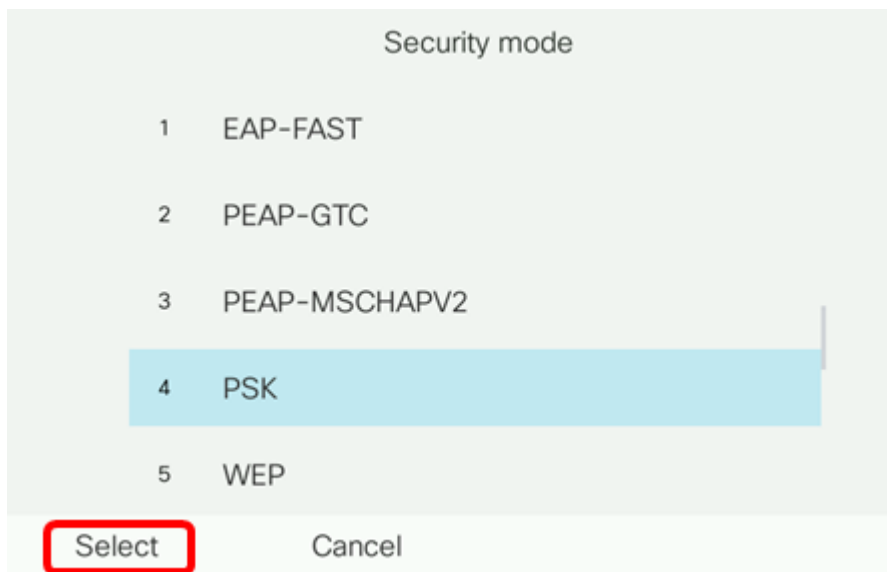 Security mode
1 EAP-FAST
2 PEAP-GTC
3 PEAP-MSCHAPV2
4 PSK
5 WEP
Select Cancel